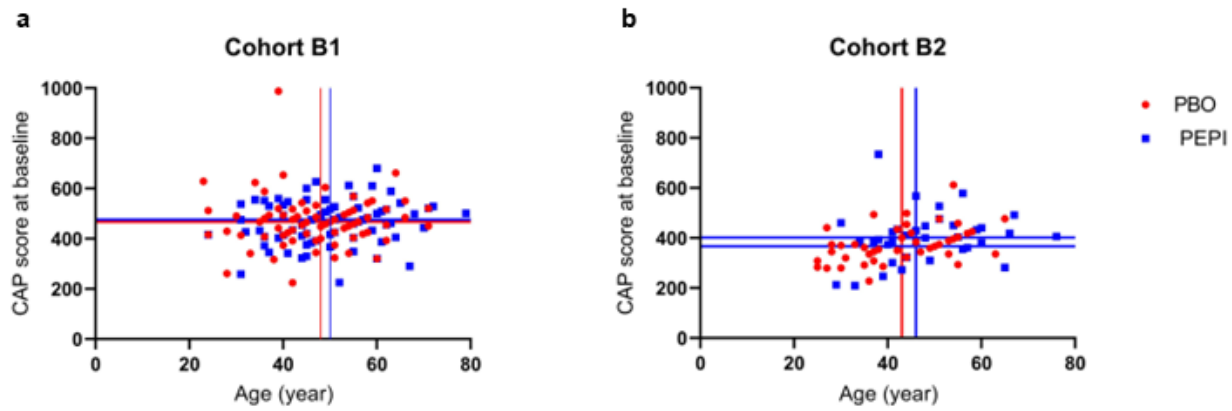 a
Cohort B1
CAP score at baseline
1000
800
600
400
200
0
0 20 40 60 80
Age (year)
b
Cohort B2
CAP score at baseline
1000
800
600
400
200
0
0 20 40 60 80
Age (year)
PBO
PEPI